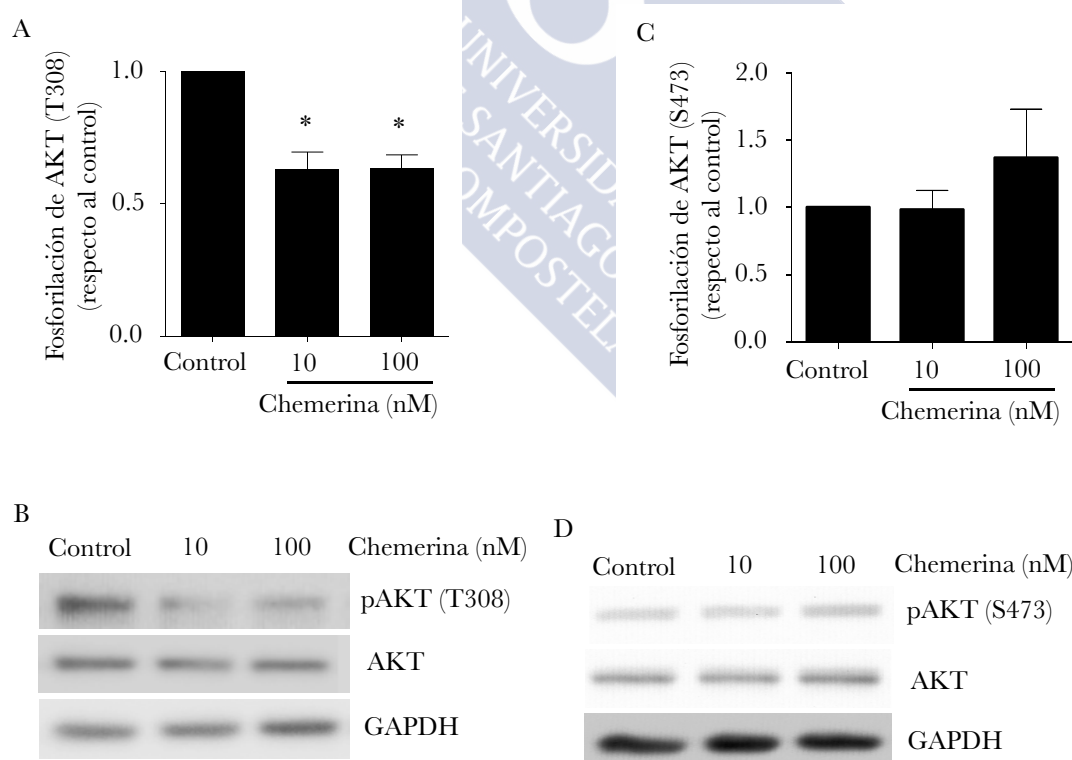 A
Fosforilación de AKT (T308)
(respecto al control)
1.0
0.5
0.0
*
*
Control
10
100
Chemerina (nM)
C
Fosforilación de AKT (S473)
(respecto al control)
2.0
1.5
1.0
0.5
0.0
Control
10
100
Chemerina (nM)
B
Control 10 100 Chemerina (nM)
pAKT (T308)
AKT
GAPDH
D
Control 10 100 Chemerina (nM)
pAKT (S473)
AKT
GAPDH
UNIVERSIDA
SANTIAGO
OMPOSTELA